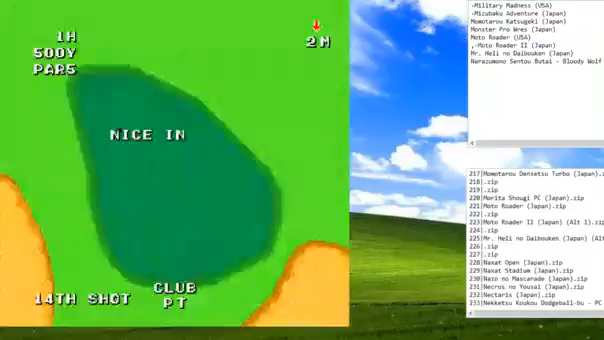 1H
500Y
PAR5
2M
NICE IN
14TH SHOT
CLUB
PT
-Military Madness (USA)
-Mizubaku Adventure (Japan)
Momotarou Katsugeki (Japan)
Monster Pro Wres (Japan)
Moto Roader (USA)
,-Moto Roader II (Japan)
Mr. Heli no Daibouken (Japan)
Narazumono Sentou Butai - Bloody Wolf
217|Momotarou Densetsu Turbo (Japan).z
218|.zip
219|.zip
220|Morita Shougi PC (Japan).zip
221|Moto Roader (Japan).zip
222|.zip
223|Moto Roader II (Japan) (Alt 1).zip
224|.zip
225|Mr. Heli no Daibouken (Japan) (Alt
226|.zip
227|.zip
228|Naxat Open (Japan).zip
229|Naxat Stadium (Japan).zip
230|Nazo no Mascarade (Japan).zip
231|Necros no Yousai (Japan).zip
232|Nectaris (Japan).zip
233|Nekketsu Koukou Dodgeball-bu - PC